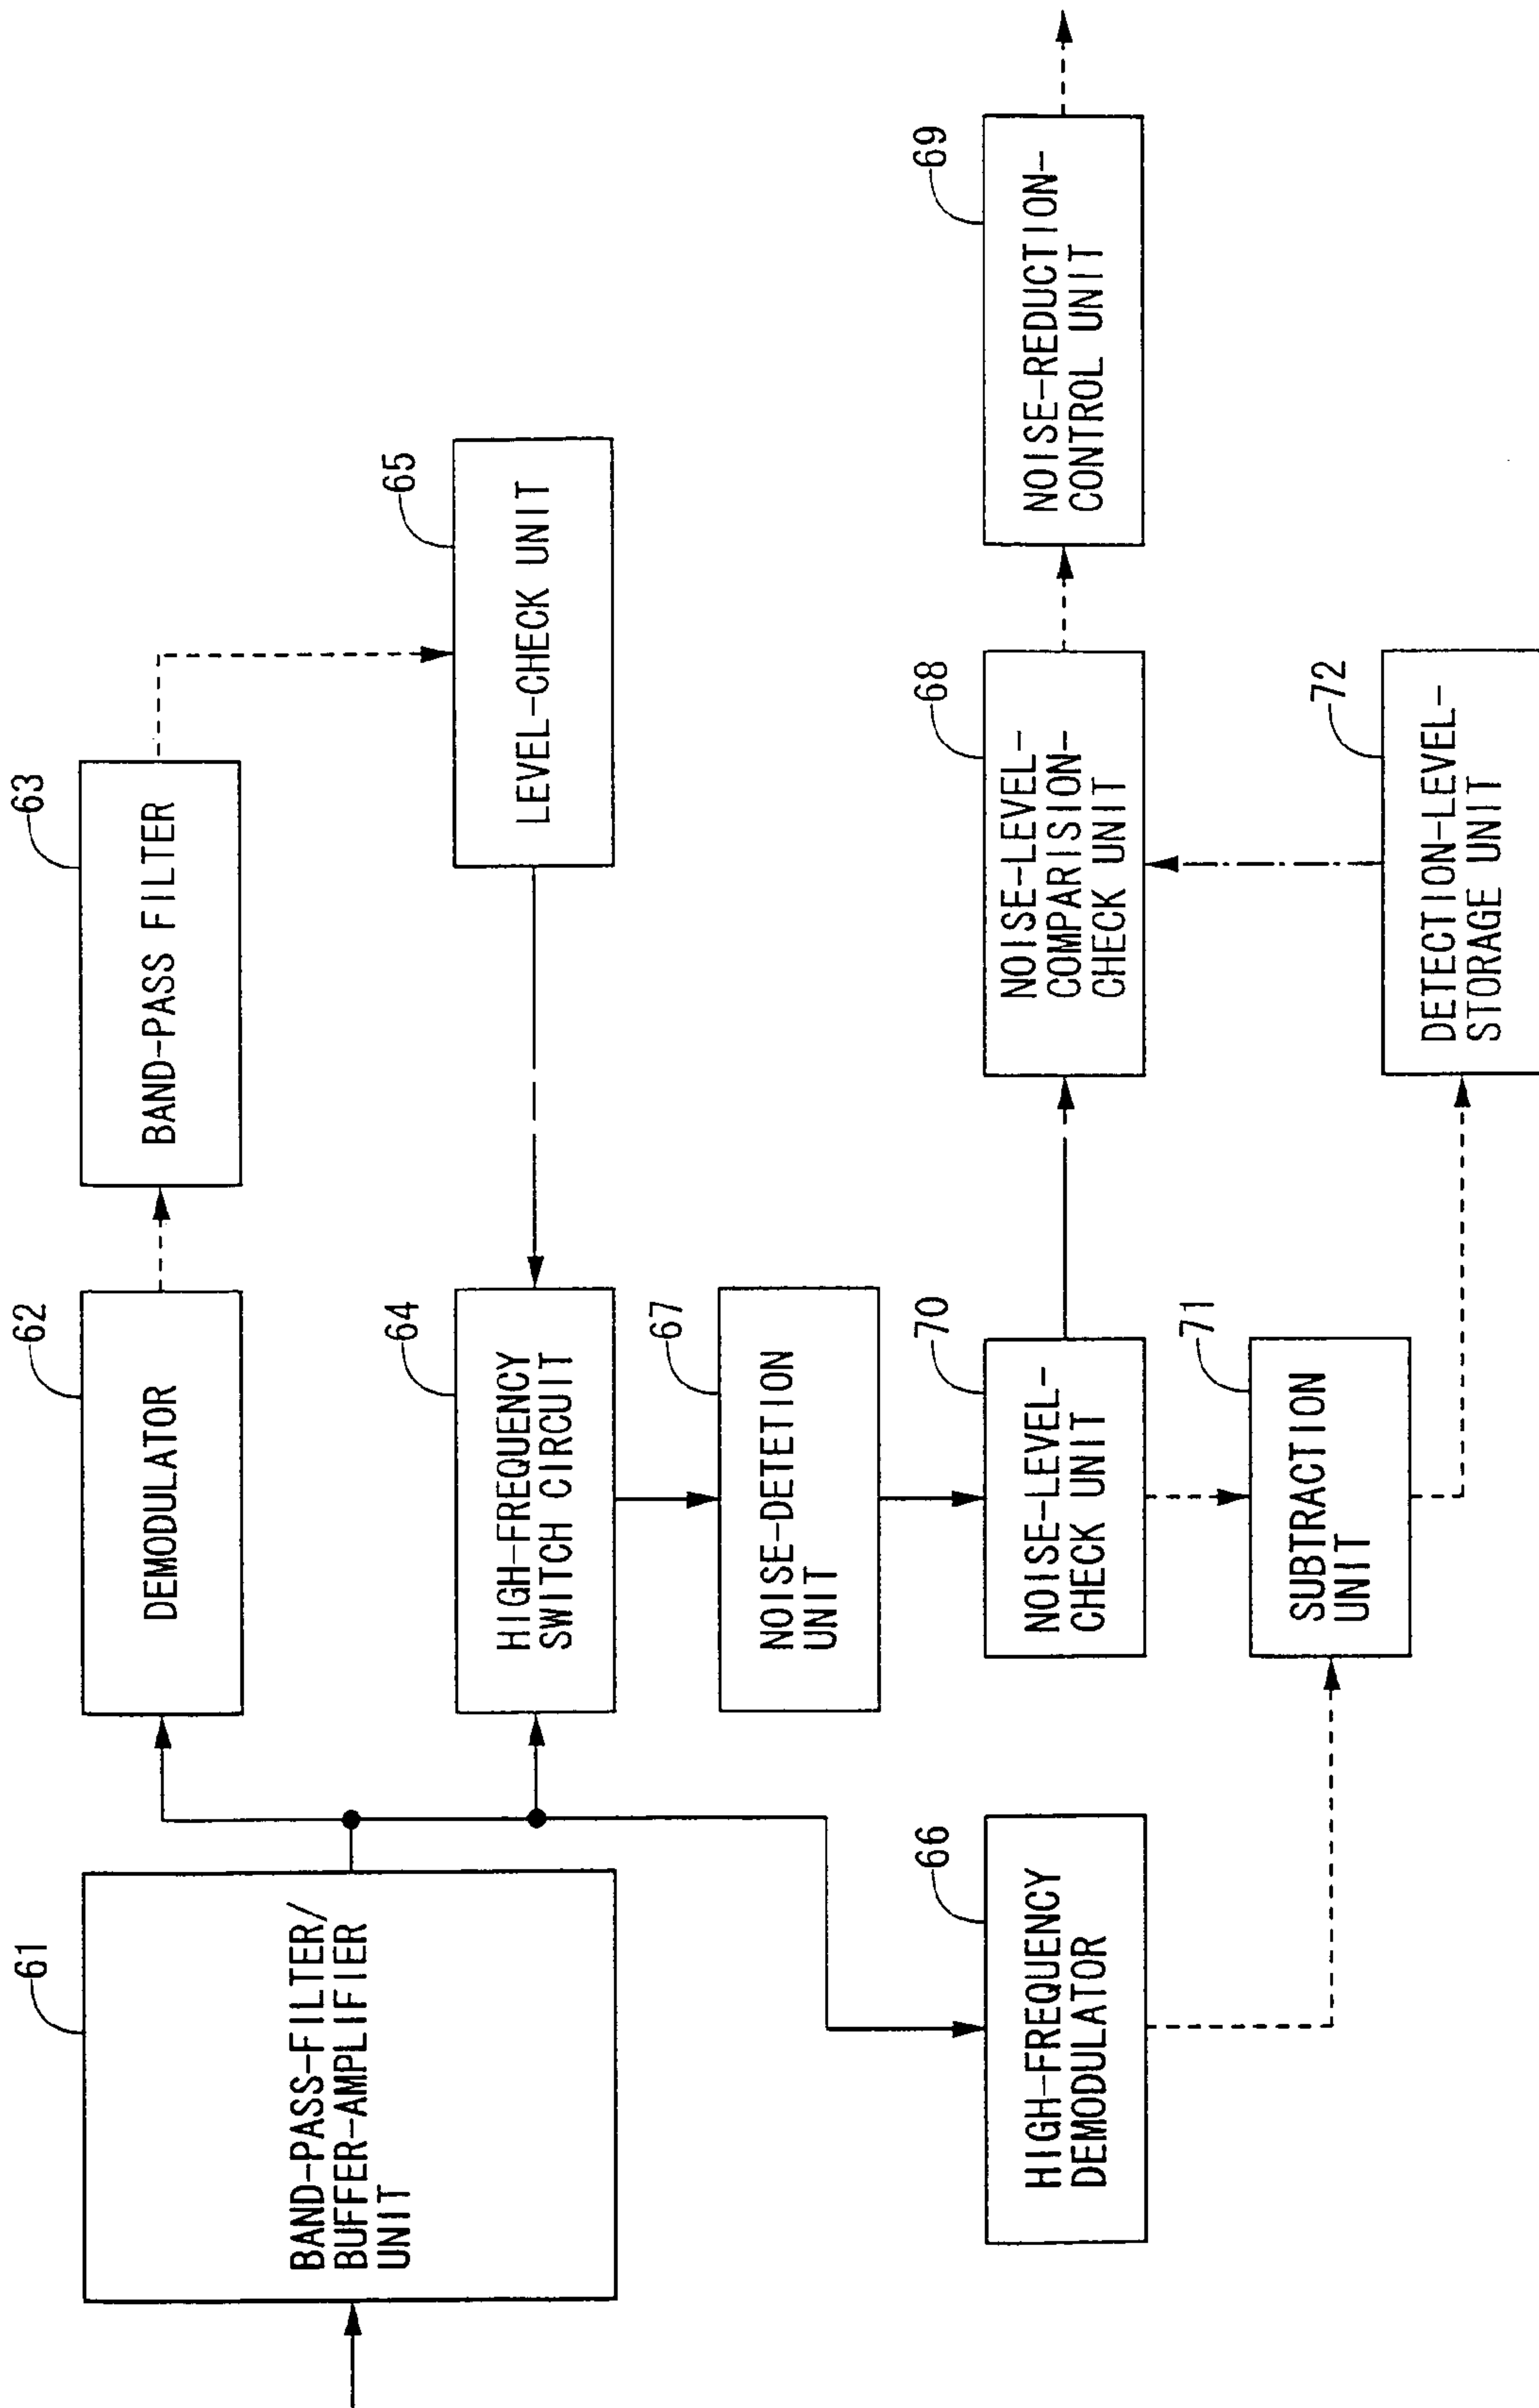 61
BAND-PASS-FILTER/
BUFFER-AMPLIFIER
UNIT
62
DEMODULATOR
63
BAND-PASS FILTER
64
HIGH-FREQUENCY
SWITCH CIRCUIT
65
LEVEL-CHECK UNIT
67
NOISE-DETETION
UNIT
66
HIGH-FREQUENCY
DEMODULATOR
70
NOISE-LEVEL-
CHECK UNIT
68
NOISE-LEVEL-
COMPARISION-
CHECK UNIT
69
NOISE-REDUCTION-
CONTROL UNIT
71
SUBTRACTION
UNIT
72
DETECTION-LEVEL-
STORAGE UNIT